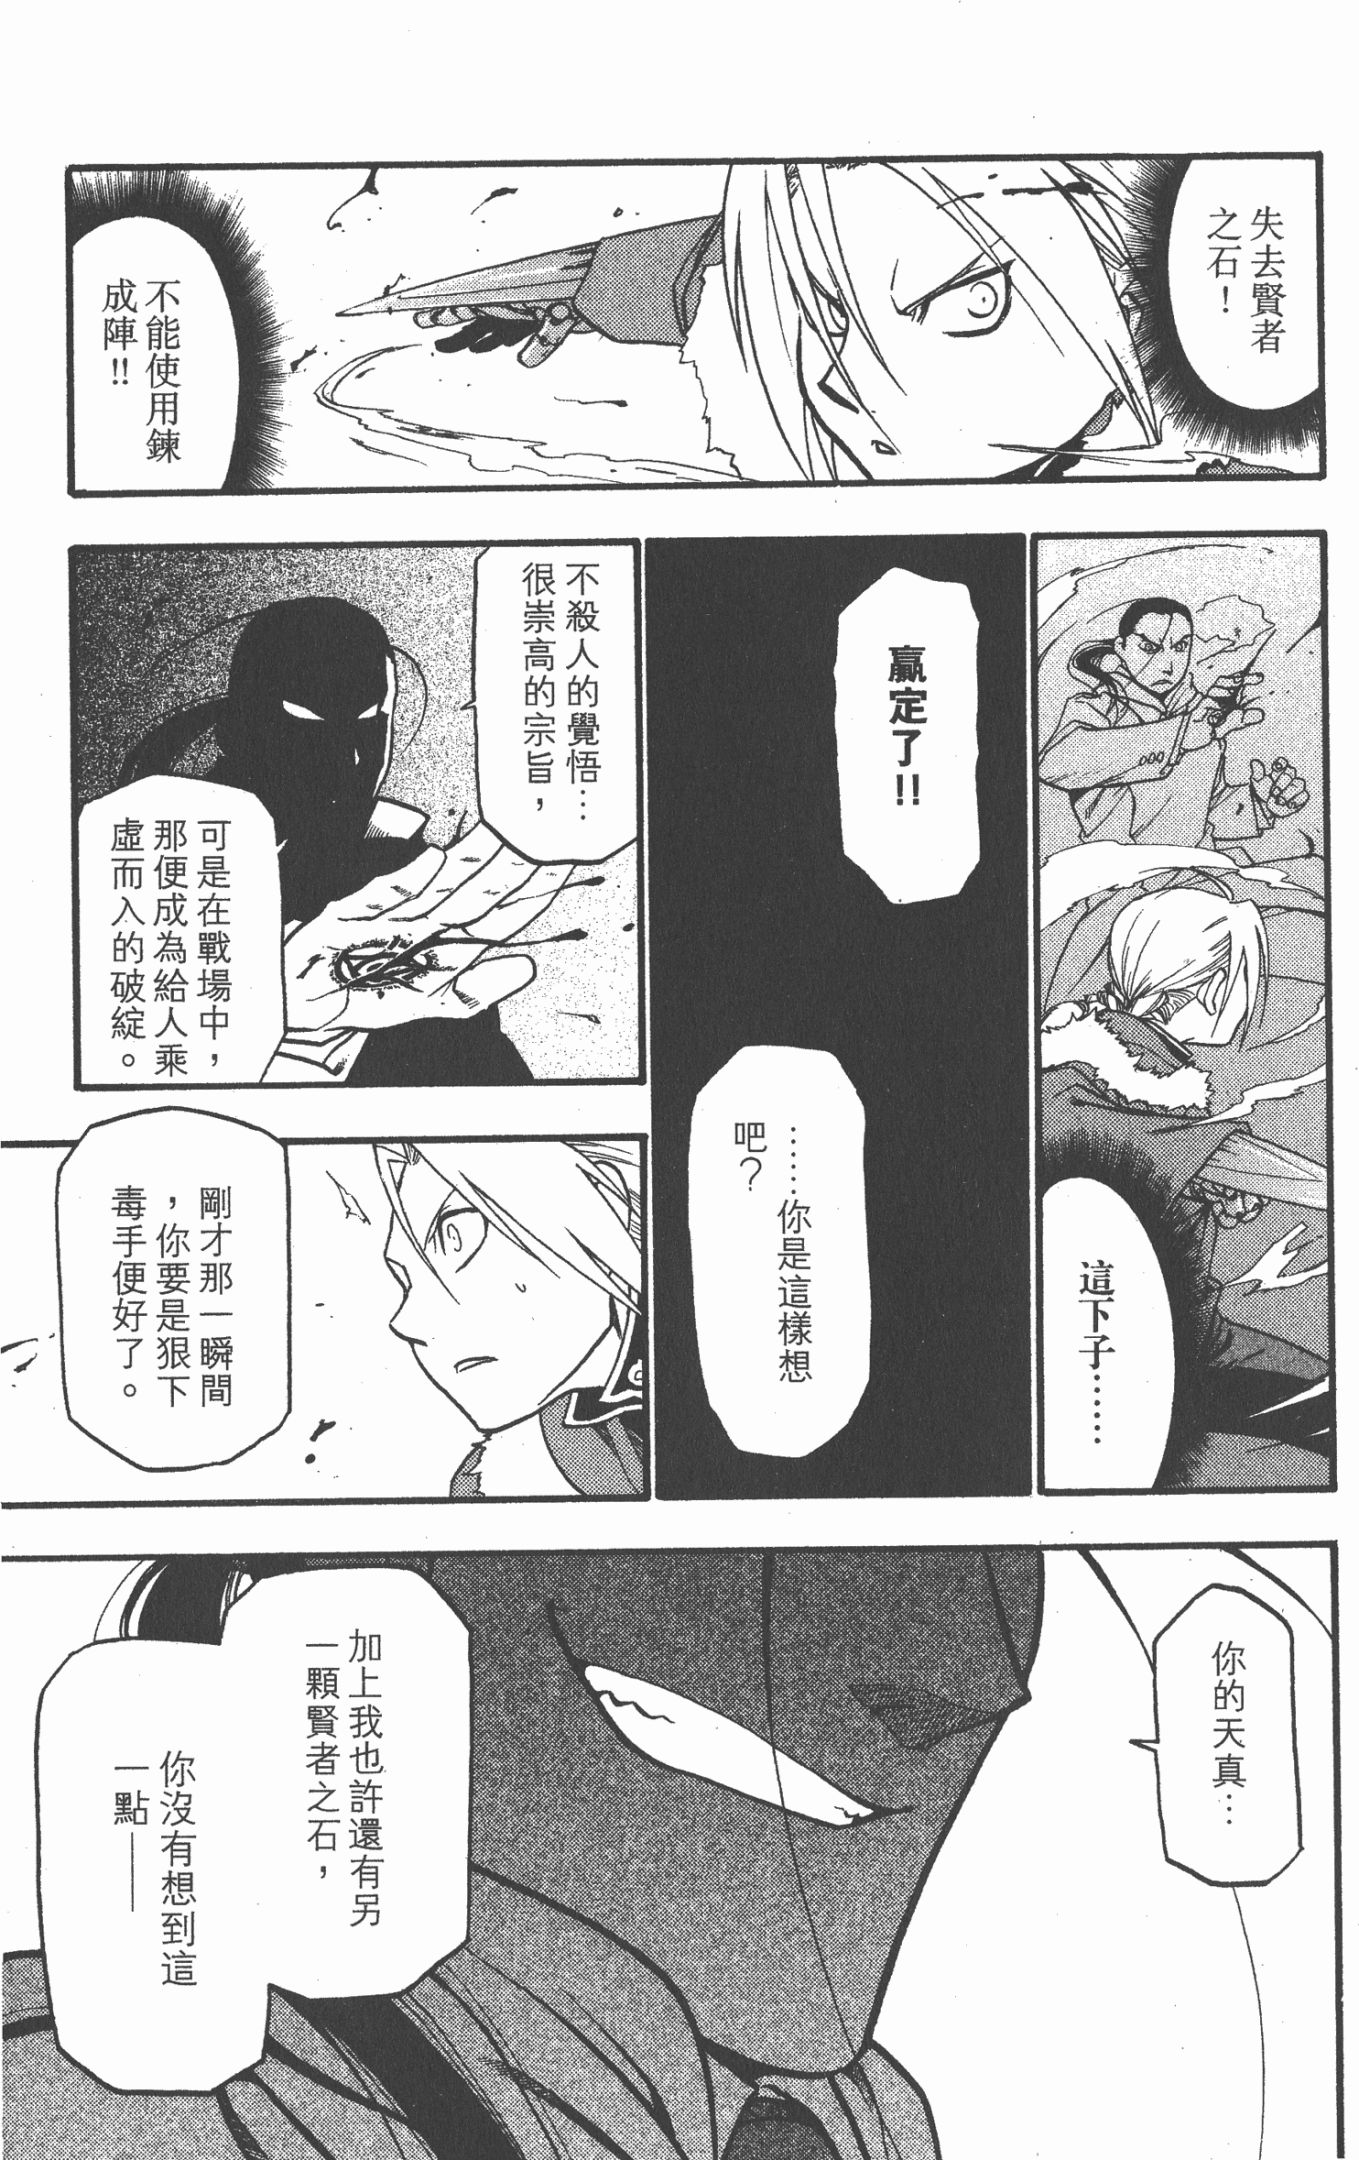 失去賢者
之石！
不能使用鍊
成陣!!
這下子……
贏定了!!
……你是這樣想
吧？
不殺人的覺悟…
很崇高的宗旨，
可是在戰場中，
那便成為給人乘
虛而入的破綻。
剛才那一瞬間
，你要是狠下
毒手便好了。
你的天真…
加上我也許還有另
一顆賢者之石，
你沒有想到這
一點——